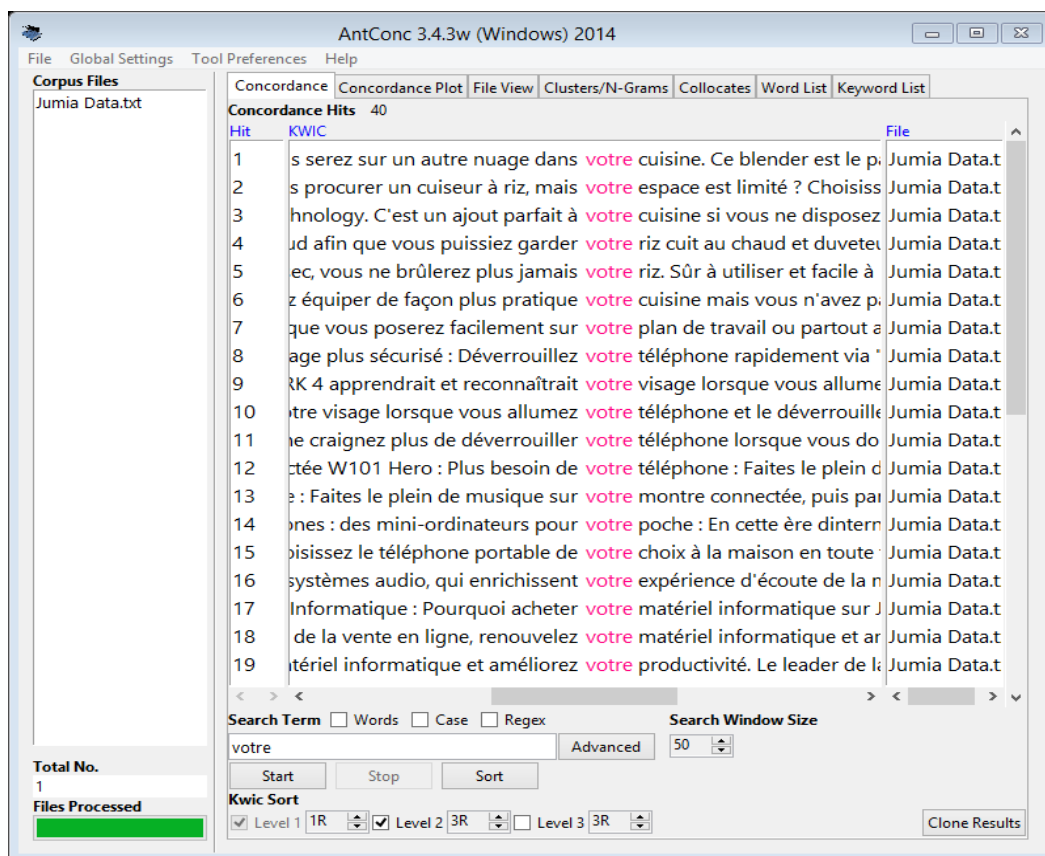 AntConc 3.4.3w (Windows) 2014
File Global Settings Tool Preferences Help
Corpus Files
Jumia Data.txt
Concordance Concordance Plot File View Clusters/N-Grams Collocates Word List Keyword List
Concordance Hits 40
Hit KWIC File
1 s serez sur un autre nuage dans votre cuisine. Ce blender est le pa Jumia Data.t
2 s procurer un cuiseur à riz, mais votre espace est limité ? Choisiss Jumia Data.t
3 hnology. C'est un ajout parfait à votre cuisine si vous ne disposez Jumia Data.t
4 ud afin que vous puissiez garder votre riz cuit au chaud et duveteu Jumia Data.t
5 ec, vous ne brûlerez plus jamais votre riz. Sûr à utiliser et facile à Jumia Data.t
6 z équiper de façon plus pratique votre cuisine mais vous n'avez pa Jumia Data.t
7 que vous poserez facilement sur votre plan de travail ou partout a Jumia Data.t
8 age plus sécurisé : Déverrouillez votre téléphone rapidement via " Jumia Data.t
9 RK 4 apprendrait et reconnaîtrait votre visage lorsque vous allume Jumia Data.t
10 otre visage lorsque vous allumez votre téléphone et le déverrouille Jumia Data.t
11 ne craignez plus de déverrouiller votre téléphone lorsque vous do Jumia Data.t
12 ctée W101 Hero : Plus besoin de votre téléphone : Faites le plein d Jumia Data.t
13 e : Faites le plein de musique sur votre montre connectée, puis par Jumia Data.t
14 ones : des mini-ordinateurs pour votre poche : En cette ère dintern Jumia Data.t
15 oisissez le téléphone portable de votre choix à la maison en toute Jumia Data.t
16 systèmes audio, qui enrichissent votre expérience d'écoute de la m Jumia Data.t
17 Informatique : Pourquoi acheter votre matériel informatique sur J Jumia Data.t
18 de la vente en ligne, renouvelez votre matériel informatique et am Jumia Data.t
19 tériel informatique et améliorez votre productivité. Le leader de la Jumia Data.t
Search Term Words Case Regex Search Window Size
votre Advanced 50
Total No.
1
Start Stop Sort
Files Processed
Kwic Sort
Level 1 1R Level 2 3R Level 3 3R Clone Results